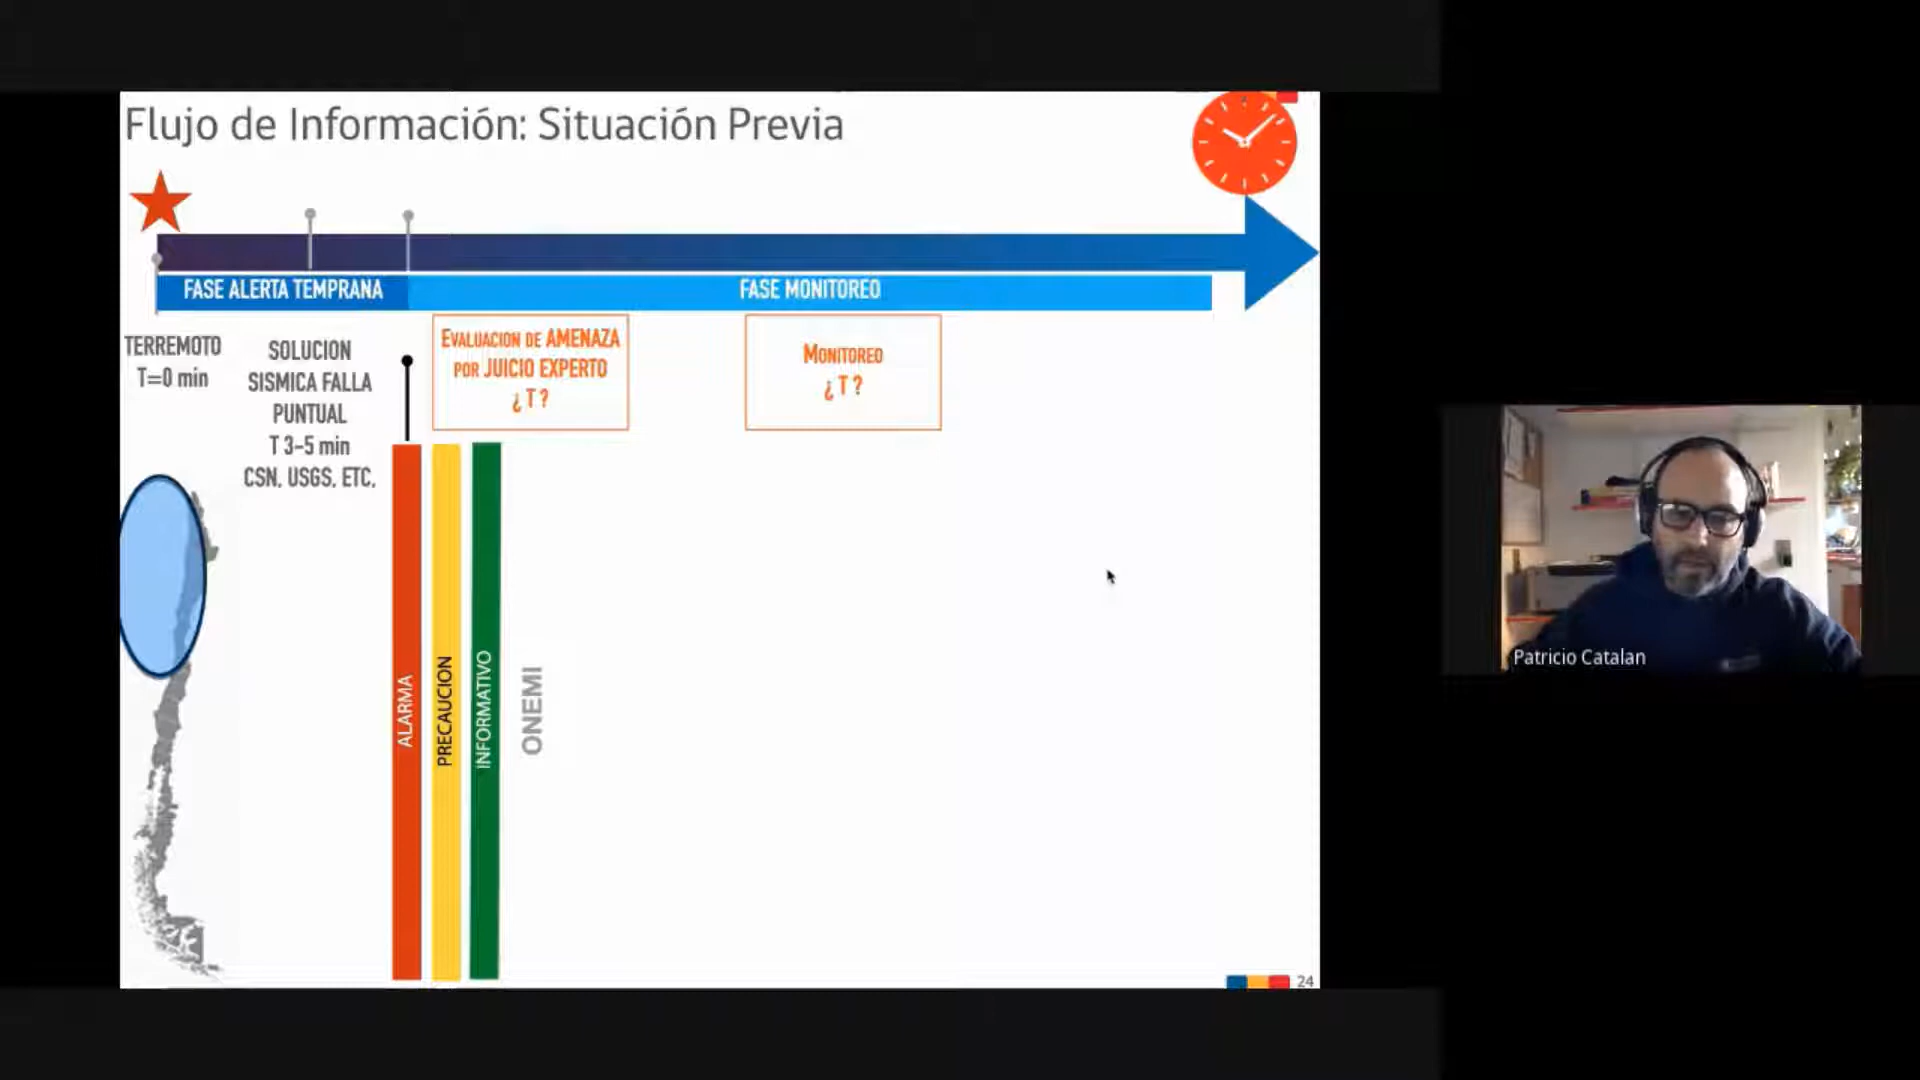 Flujo de Información: Situación Previa
FASE ALERTA TEMPRANA
FASE MONITOREO
TERREMOTO
T=0 min
SOLUCION
SISMICA FALLA
PUNTUAL
T 3-5 min
CSN, USGS, ETC.
EVALUACION DE AMENAZA
POR JUICIO EXPERTO
¿T?
MONITOREO
¿T?
ALARMA
PRECAUCION
INFORMATIVO
ONEMI
24
Patricio Catalan